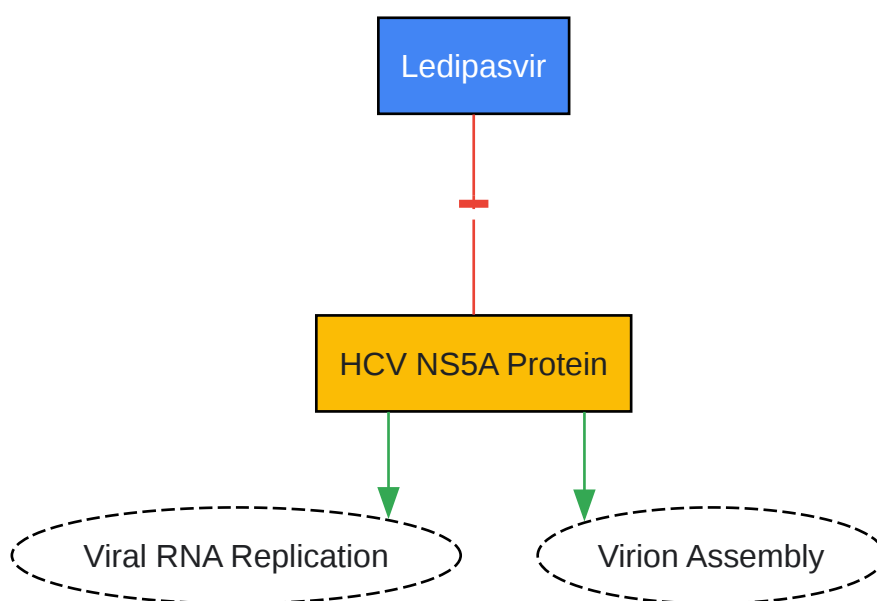 Ledipasvir
HCV NS5A Protein
Viral RNA Replication
Virion Assembly